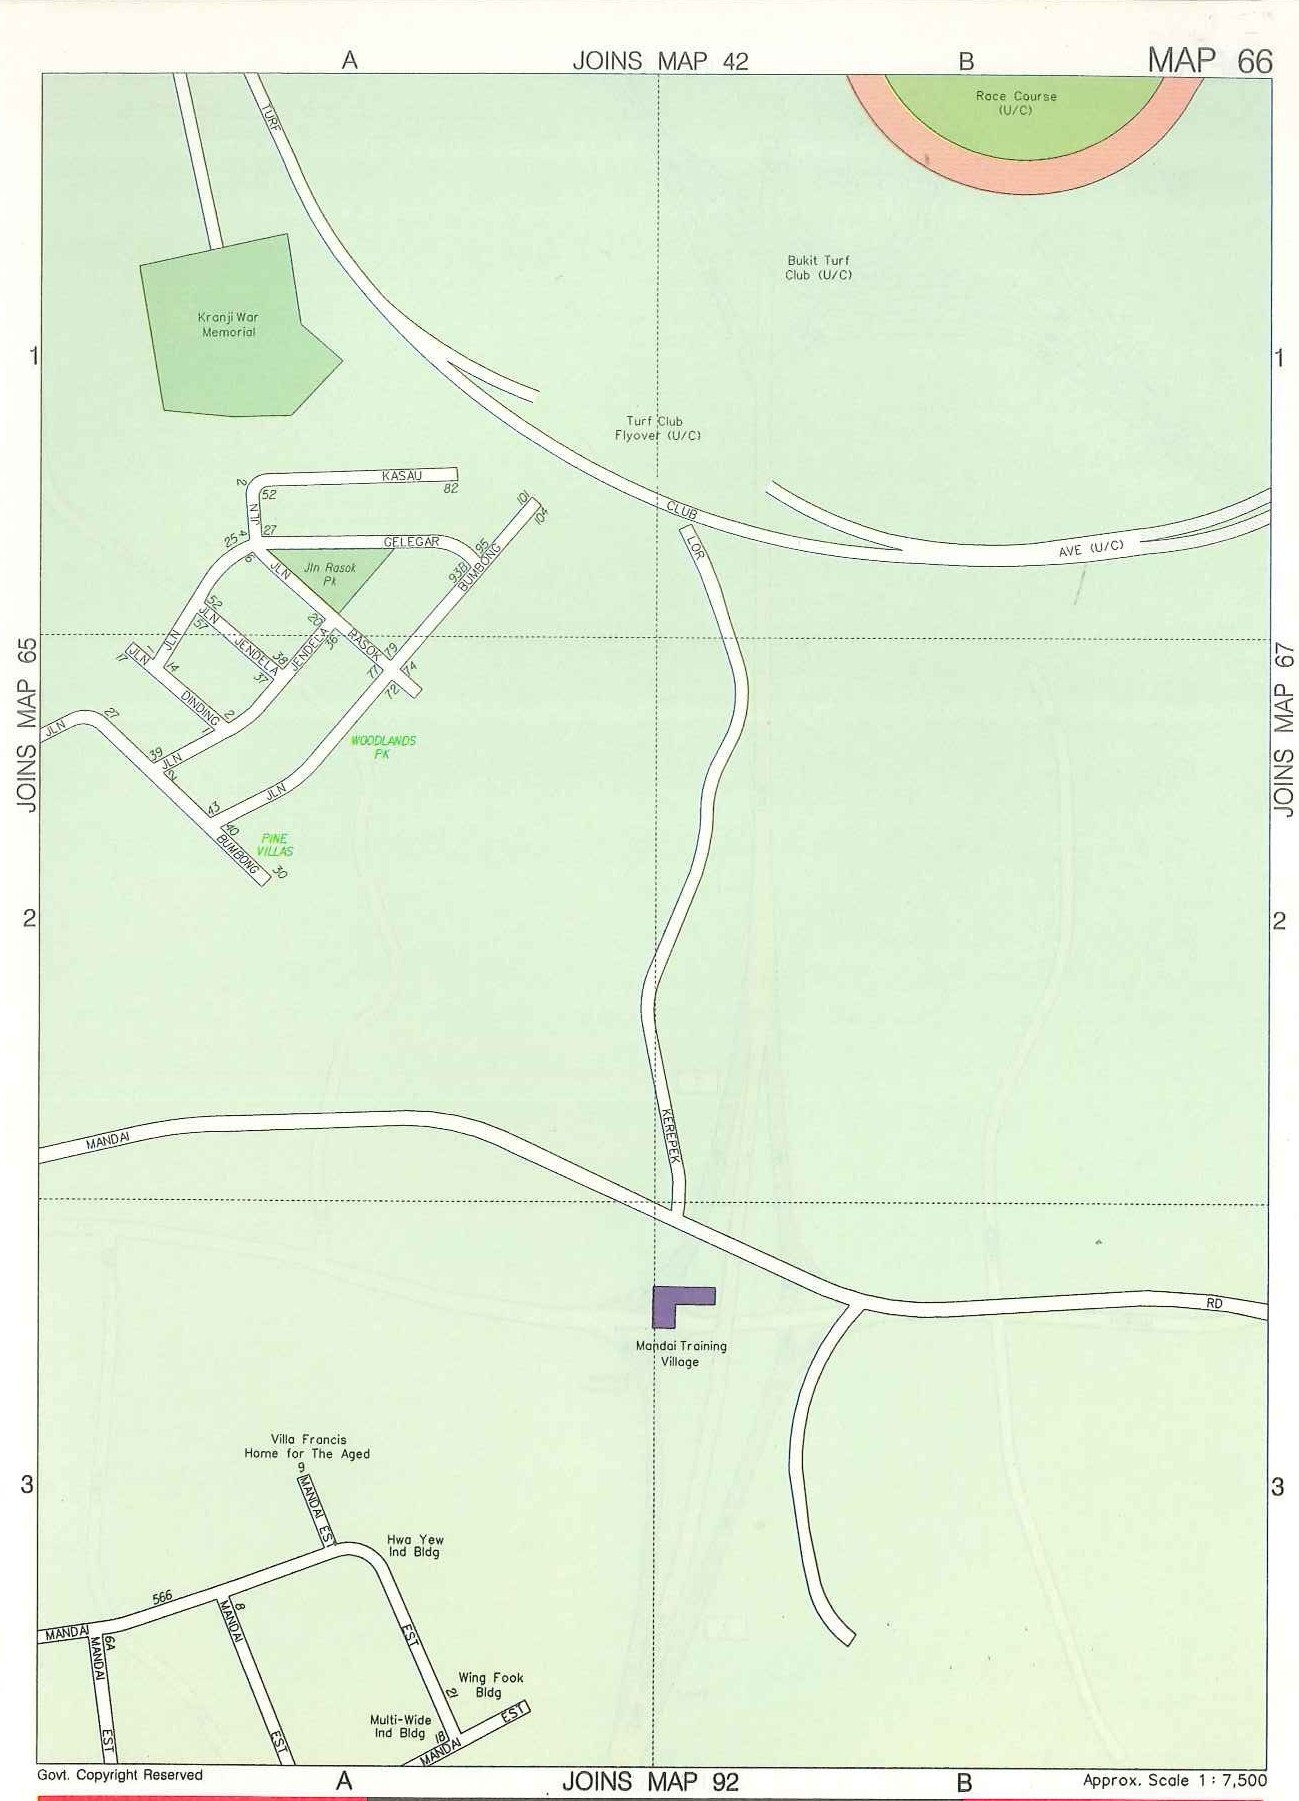 A
JOINS MAP 42
B
MAP 66
TURF
Race Course
(U/C)
Bukit Turf
Club (U/C)
Kranji War
Memorial
1
1
Turf Club
Flyover (U/C)
KASAU
2
52
82
JLN
CLUB
AVE (U/C)
LOR
101
104
25
4
27
GELEGAR
95
93B
BUMBONG
6
JLN
Jln Rasok
Pk
52
JLN
57
20
36
RASOK
JENDELA
JENDELA
38
37
79
77
74
72
JLN
1
14
JLN
17
DINDING
2
1
JOINS MAP 65
JOINS MAP 67
JLN
27
39
JLN
12
WOODLANDS
PK
43
JLN
40
BUMBONG
30
PINE
VILLAS
2
2
KEREPEK
MANDAI
RD
Mandai Training
Village
Villa Francis
Home for The Aged
9
MANDAI EST
3
3
Hwa Yew
Ind Bldg
566
MANDAI
6A
MANDAI
EST
8
MANDAI
EST
EST
21
Wing Fook
Bldg
Multi-Wide
Ind Bldg
18
MANDAI
EST
Govt. Copyright Reserved
A
JOINS MAP 92
B
Approx. Scale 1 : 7,500